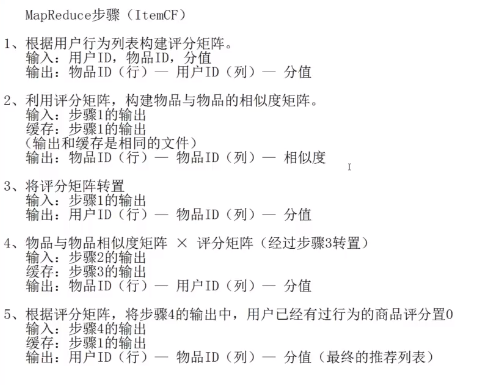 MapReduce步骤（ItemCF）
1、根据用户行为列表构建评分矩阵。
输入：用户ID，物品ID，分值
输出：物品ID（行）— 用户ID（列）— 分值
2、利用评分矩阵，构建物品与物品的相似度矩阵。
输入：步骤1的输出
缓存：步骤1的输出
（输出和缓存是相同的文件）
输出：物品ID（行）— 物品ID（列）— 相似度
3、将评分矩阵转置
输入：步骤1的输出
输出：用户ID（行）— 物品ID（列）— 分值
4、物品与物品相似度矩阵 × 评分矩阵（经过步骤3转置）
输入：步骤2的输出
缓存：步骤3的输出
输出：物品ID（行）— 用户ID（列）— 分值
5、根据评分矩阵，将步骤4的输出中，用户已经有过行为的商品评分置0
输入：步骤4的输出
缓存：步骤1的输出
输出：用户ID（行）— 物品ID（列）— 分值（最终的推荐列表）